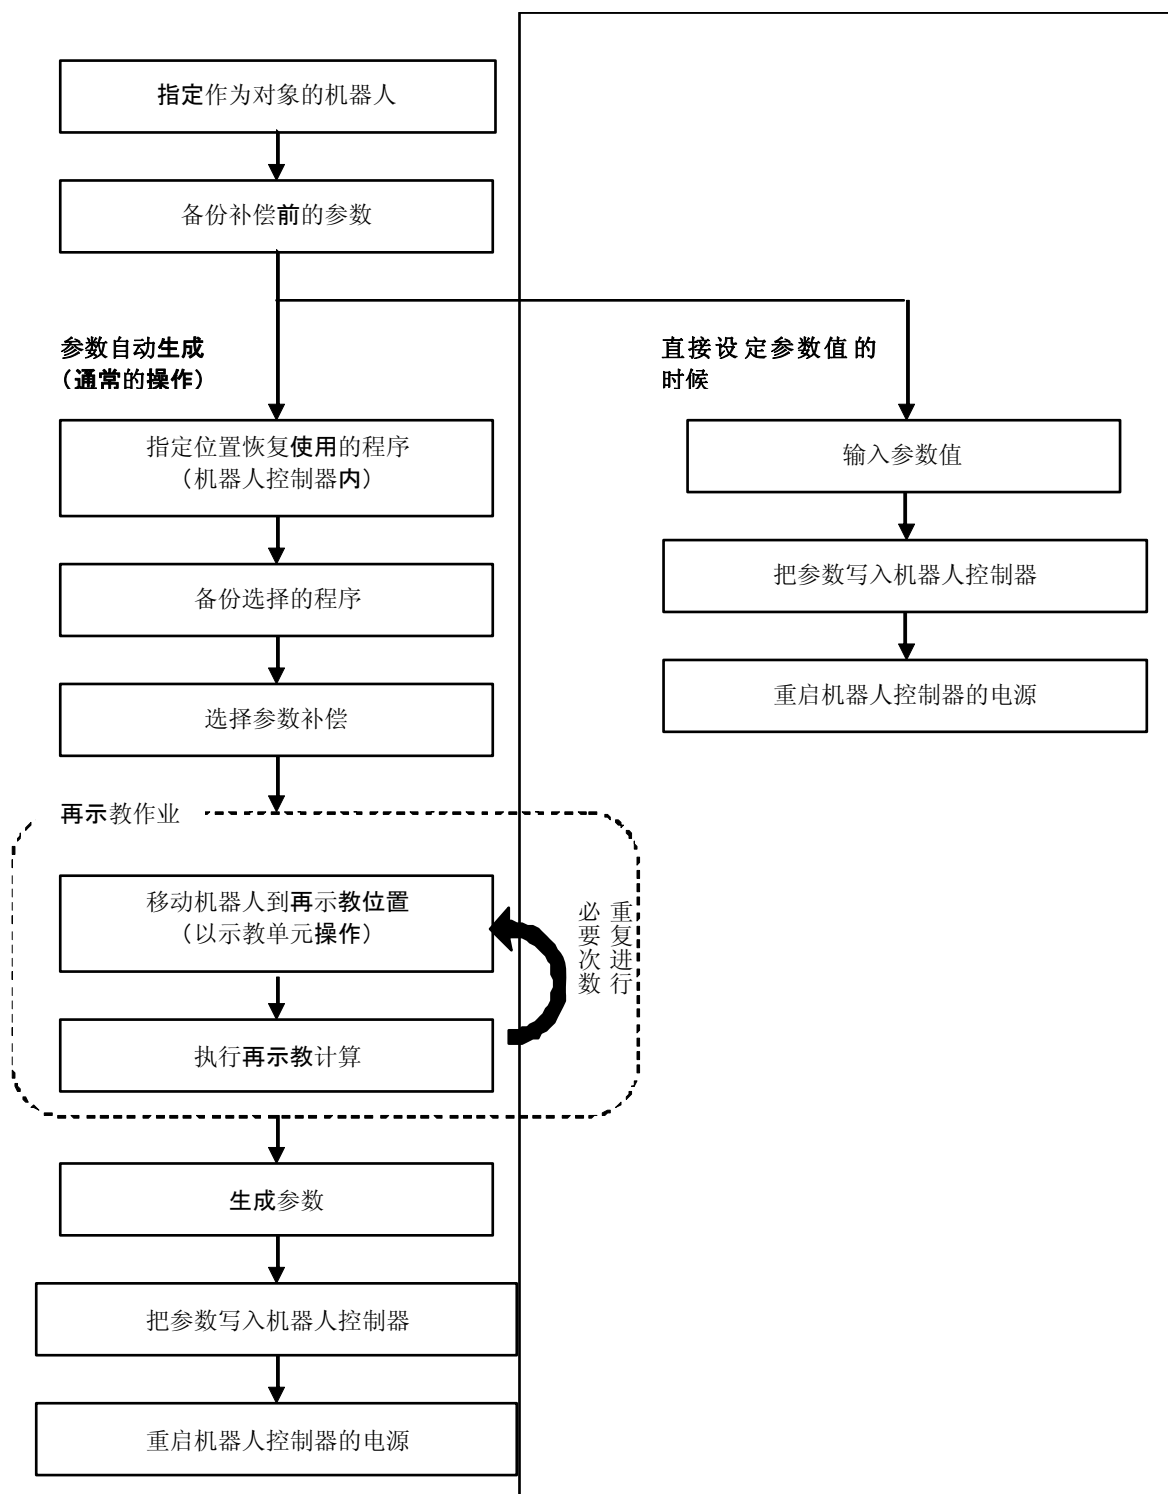 指定作为对象的机器人
备份补偿前的参数
参数自动生成
（通常的操作）
指定位置恢复使用的程序
（机器人控制器内）
备份选择的程序
选择参数补偿
再示教作业
移动机器人到再示教位置
（以示教单元操作）
重复进行
必要次数
执行再示教计算
生成参数
把参数写入机器人控制器
重启机器人控制器的电源
直接设定参数值的
时候
输入参数值
把参数写入机器人控制器
重启机器人控制器的电源